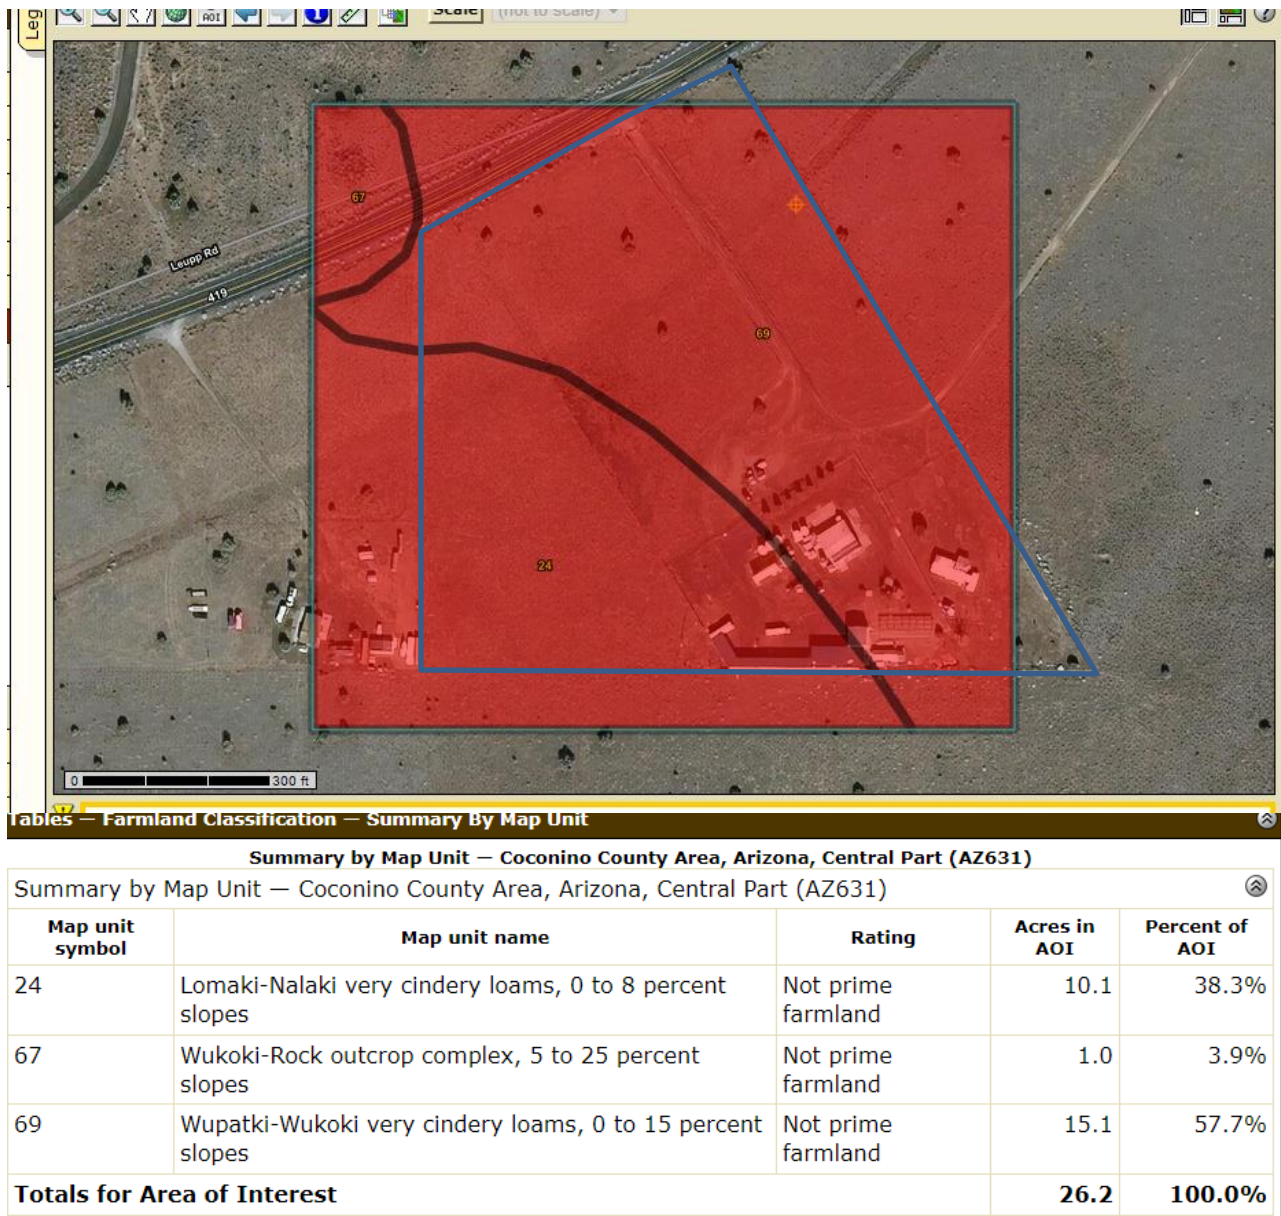 Leg
AOI
Scale
(not to scale)
67
Leupp Rd
419
69
24
0 300 ft
Tables — Farmland Classification — Summary By Map Unit
Summary by Map Unit — Coconino County Area, Arizona, Central Part (AZ631)
Summary by Map Unit — Coconino County Area, Arizona, Central Part (AZ631)
Map unit symbol Map unit name Rating Acres in AOI Percent of AOI
24 Lomaki-Nalaki very cindery loams, 0 to 8 percent slopes Not prime farmland 10.1 38.3%
67 Wukoki-Rock outcrop complex, 5 to 25 percent slopes Not prime farmland 1.0 3.9%
69 Wupatki-Wukoki very cindery loams, 0 to 15 percent slopes Not prime farmland 15.1 57.7%
Totals for Area of Interest 26.2 100.0%